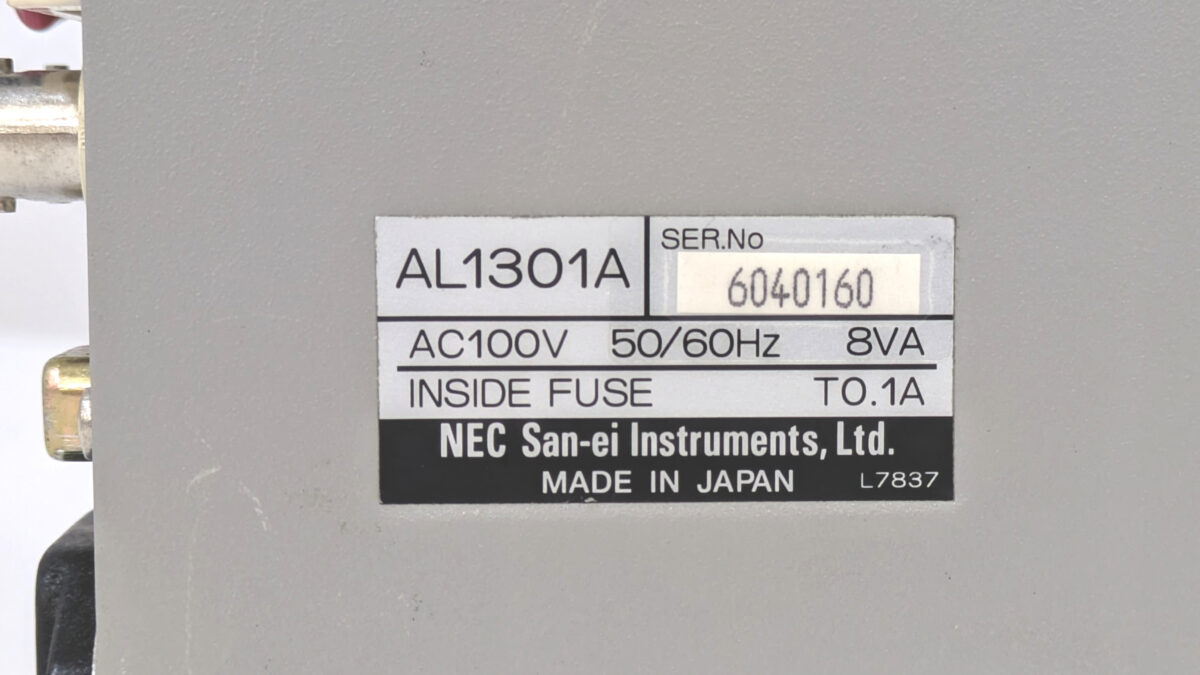 AL1301A
SER.No
6040160
AC100V 50/60Hz 8VA
INSIDE FUSE T0.1A
NEC San-ei Instruments, Ltd.
MADE IN JAPAN L7837